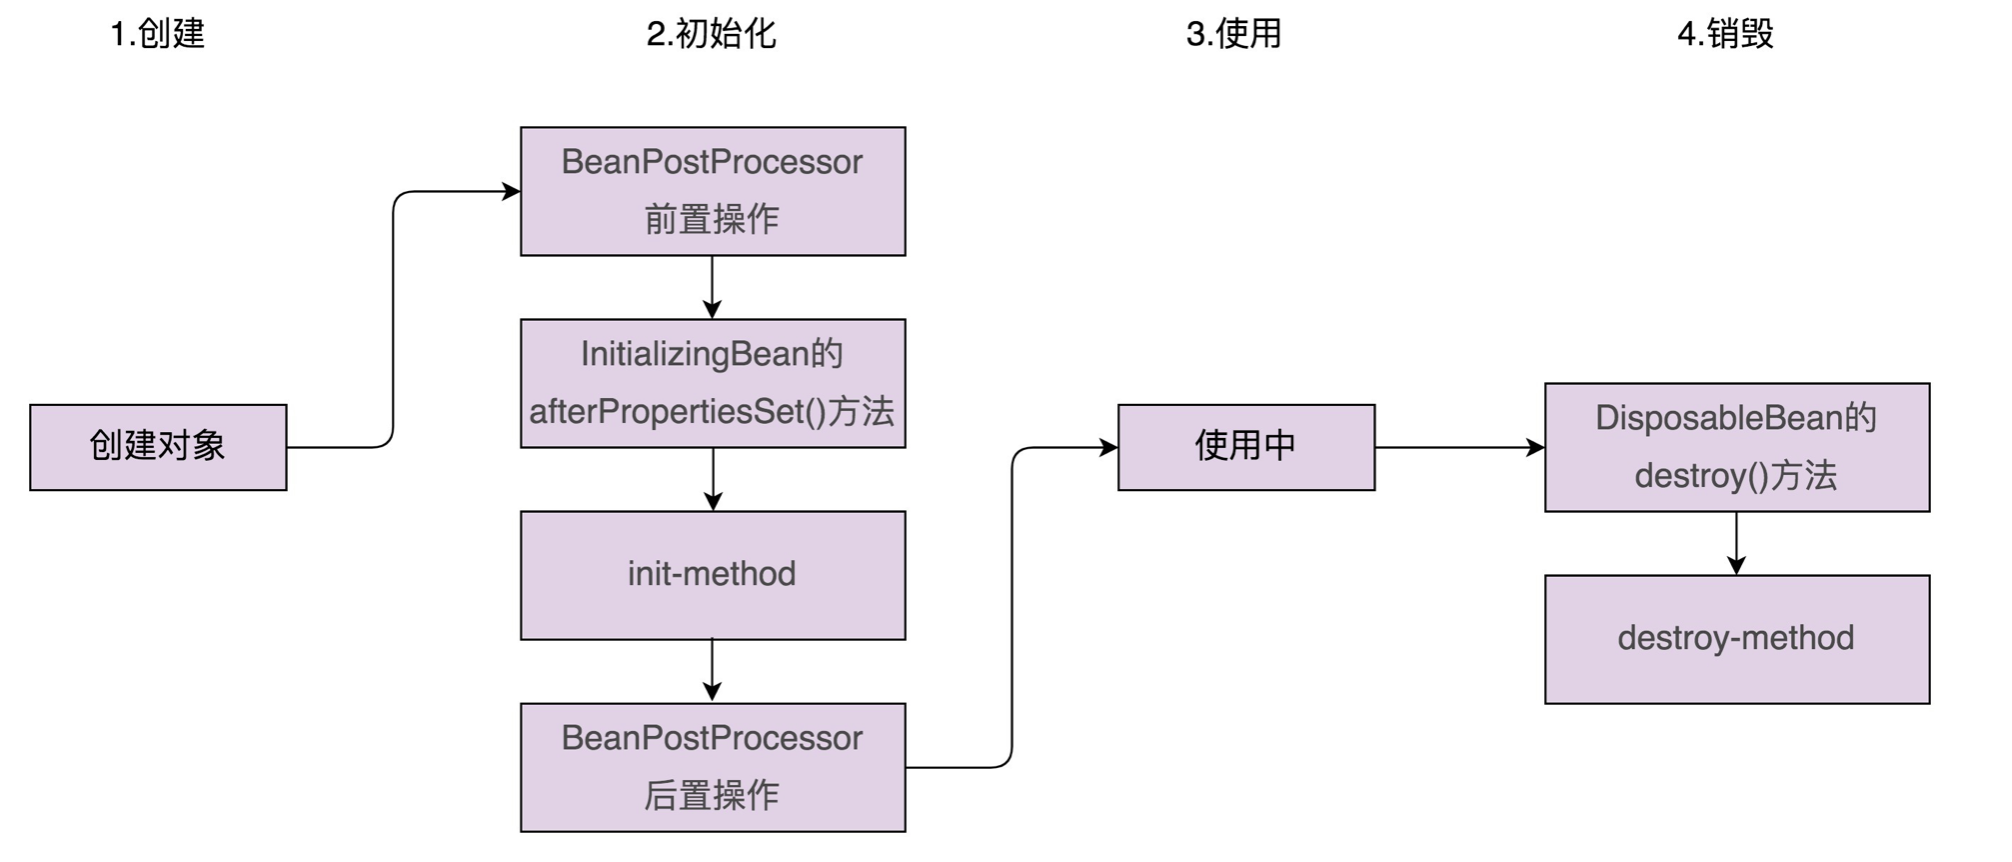 1.创建
2.初始化
3.使用
4.销毁
创建对象
BeanPostProcessor
前置操作
InitializingBean的
afterPropertiesSet()方法
init-method
BeanPostProcessor
后置操作
使用中
DisposableBean的
destroy()方法
destroy-method